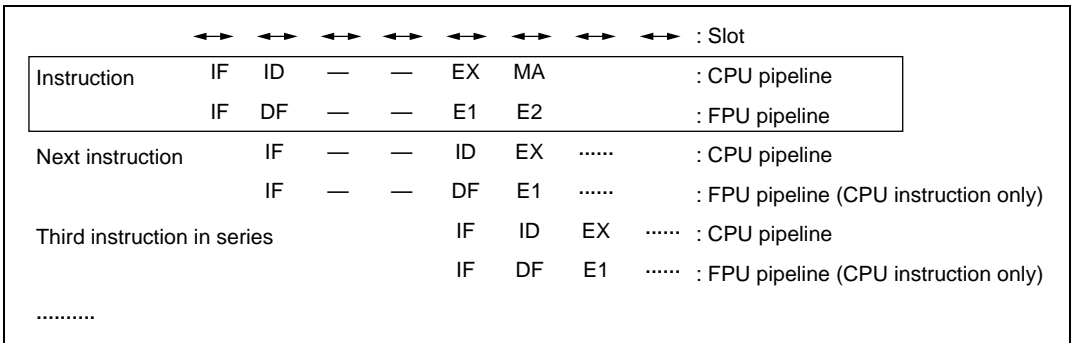 : Slot
Instruction IF ID — — EX MA : CPU pipeline
IF DF — — E1 E2 : FPU pipeline
Next instruction IF — — ID EX ...... : CPU pipeline
IF — — DF E1 ...... : FPU pipeline (CPU instruction only)
Third instruction in series IF ID EX ...... : CPU pipeline
IF DF E1 ...... : FPU pipeline (CPU instruction only)
..........